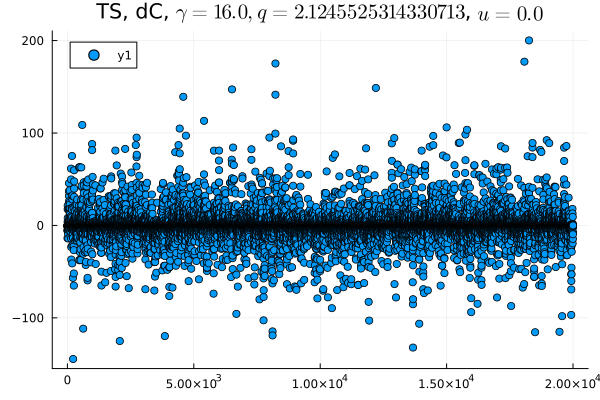 TS, dC, γ = 16.0, q = 2.1245525314330713, u = 0.0
200
y1
100
0
−100
0 5.00×10³ 1.00×10⁴ 1.50×10⁴ 2.00×10⁴